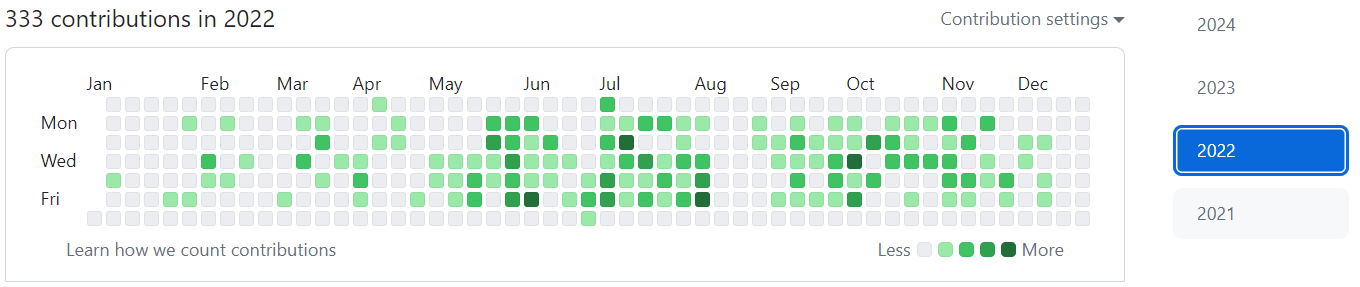 333 contributions in 2022
Contribution settings
2024
2023
2022
2021
Jan Feb Mar Apr May Jun Jul Aug Sep Oct Nov Dec
Mon
Wed
Fri
Learn how we count contributions
Less More